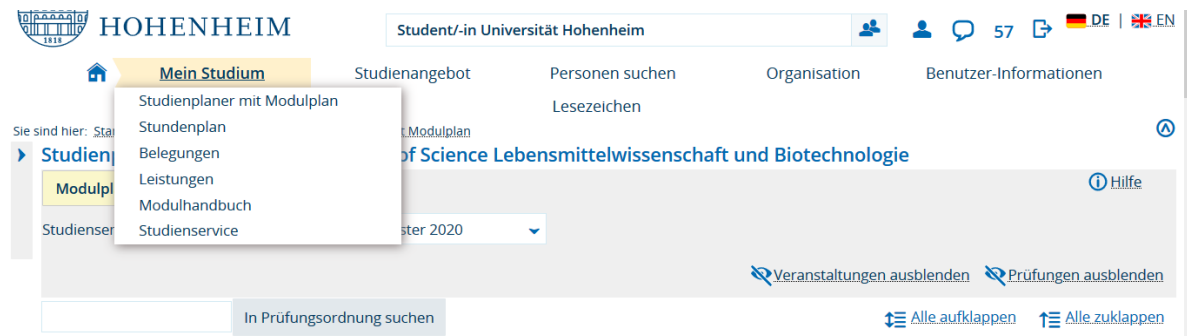 HOHENHEIM
1818
Student/-in Universität Hohenheim
57
DE | EN
Mein Studium
Studienangebot
Personen suchen
Organisation
Benutzer-Informationen
Lesezeichen
Studienplaner mit Modulplan
Stundenplan
Belegungen
Leistungen
Modulhandbuch
Studienservice
Sie sind hier: Modulplan
of Science Lebensmittelwissenschaft und Biotechnologie
Hilfe
2020
Veranstaltungen ausblenden
Prüfungen ausblenden
In Prüfungsordnung suchen
Alle aufklappen
Alle zuklappen